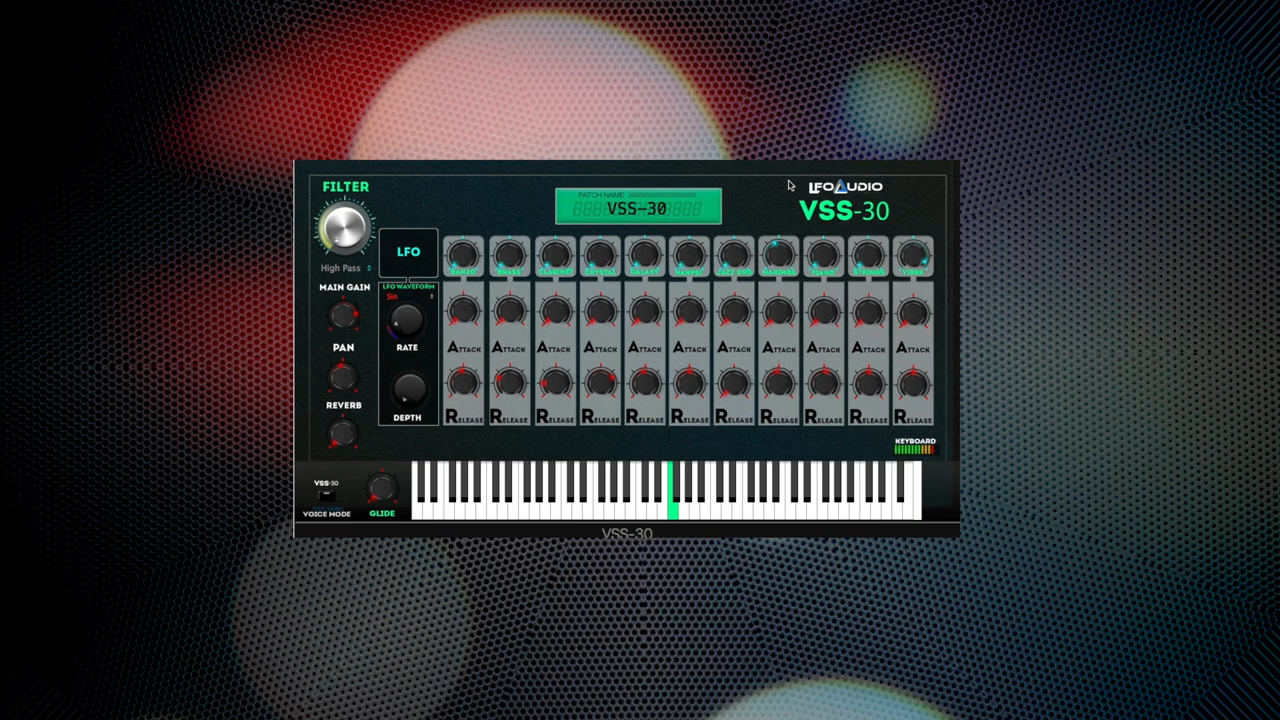 FILTER
High Pass
MAIN GAIN
PAN
REVERB
LFO
LFO WAVEFORM
Sin
RATE
DEPTH
PATCH NAME
VSS-30
LFOAUDIO
VSS-30
BANJO BRASS CLARINET CRYSTAL GALAXY JAZZ ORG MARIMBA PIANO STRINGS VIBES
ATTACK ATTACK ATTACK ATTACK ATTACK ATTACK ATTACK ATTACK ATTACK ATTACK ATTACK
RELEASE RELEASE RELEASE RELEASE RELEASE RELEASE RELEASE RELEASE RELEASE RELEASE RELEASE
KEYBOARD
VSS-30
VOICE MODE
GLIDE
VSS-30